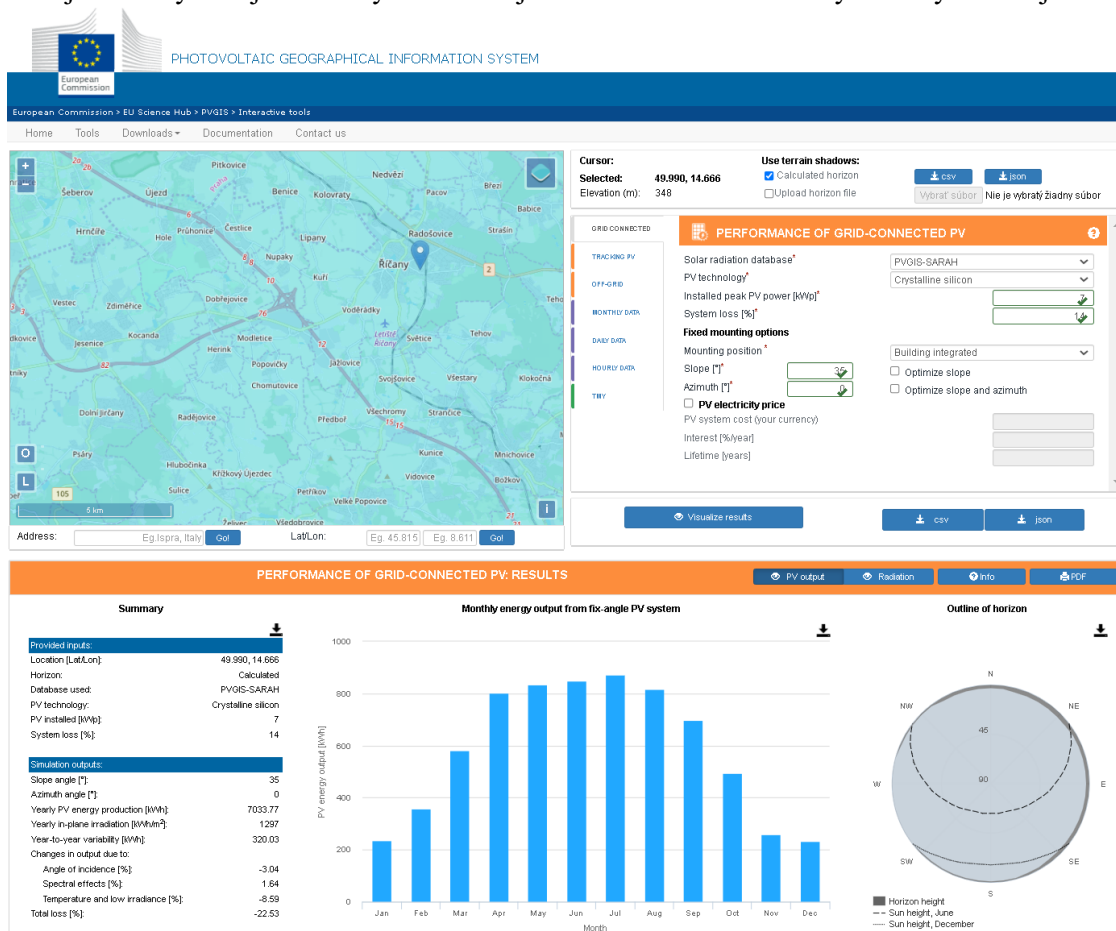 European
Commission
PHOTOVOLTAIC GEOGRAPHICAL INFORMATION SYSTEM
European Commission > EU Science Hub > PVGIS > Interactive tools
Home Tools Downloads Documentation Contact us
Pitkovice
Nedvězí
Šeberov
Újezd
Praha
Benice
Kolovraty
Pacov
Březí
Babice
Hrnčíře
Hole
Průhonice
Čestlice
Lipany
Radošovice
Strašín
Nupaky
Říčany
Kuří
2
Vestec
Zdiměřice
Dobřejovice
Voděrádky
Jesenice
Kocanda
Herink
Modletice
Letiště
Říčany
Světice
Tehov
82
Popovičky
Jažlovice
Chomutovice
Svojšovice
Všestary
Klokočná
Dolní Jirčany
Radějovice
Předboř
Všechromy
Strančice
Psáry
Kunice
Mnichovice
Hlubočinka
Křížkový Újezdec
Vidovice
Božkov
Sulice
Petříkov
Velké Popovice
105
5 km
Želivec
Všedobrovice
O
L
i
Address: Eg.Ispra, Italy Go! Lat/Lon: Eg. 45.815 Eg. 8.611 Go!
Cursor:
Selected: 49.990, 14.666
Elevation (m): 348
Use terrain shadows:
Calculated horizon
Upload horizon file
csv json
Vybrať súbor Nie je vybratý žiadny súbor
GRID CONNECTED
TRACKING PV
OFF-GRID
MONTHLY DATA
DAILY DATA
HOURLY DATA
TMY
PERFORMANCE OF GRID-CONNECTED PV
Solar radiation database* PVGIS-SARAH
PV technology* Crystalline silicon
Installed peak PV power [kWp]* 7
System loss [%]* 14
Fixed mounting options
Mounting position * Building integrated
Slope [°]* 35 Optimize slope
Azimuth [°]* 0 Optimize slope and azimuth
PV electricity price
PV system cost (your currency)
Interest [%/year]
Lifetime [years]
Visualize results csv json
PERFORMANCE OF GRID-CONNECTED PV: RESULTS PV output Radiation Info PDF
Summary
Provided inputs:
Location [Lat/Lon]: 49.990, 14.666
Horizon: Calculated
Database used: PVGIS-SARAH
PV technology: Crystalline silicon
PV installed [kWp]: 7
System loss [%]: 14
Simulation outputs:
Slope angle [°]: 35
Azimuth angle [°]: 0
Yearly PV energy production [kWh]: 7033.77
Yearly in-plane irradiation [kWh/m²]: 1297
Year-to-year variability [kWh]: 320.03
Changes in output due to:
Angle of incidence [%]: -3.04
Spectral effects [%]: 1.64
Temperature and low irradiance [%]: -8.59
Total loss [%]: -22.53
Monthly energy output from fix-angle PV system
PV energy output [kWh]
1000
800
600
400
200
0
Jan Feb Mar Apr May Jun Jul Aug Sep Oct Nov Dec
Month
Outline of horizon
N
NW NE
45
W 90 E
SW SE
S
Horizon height
Sun height, June
Sun height, December